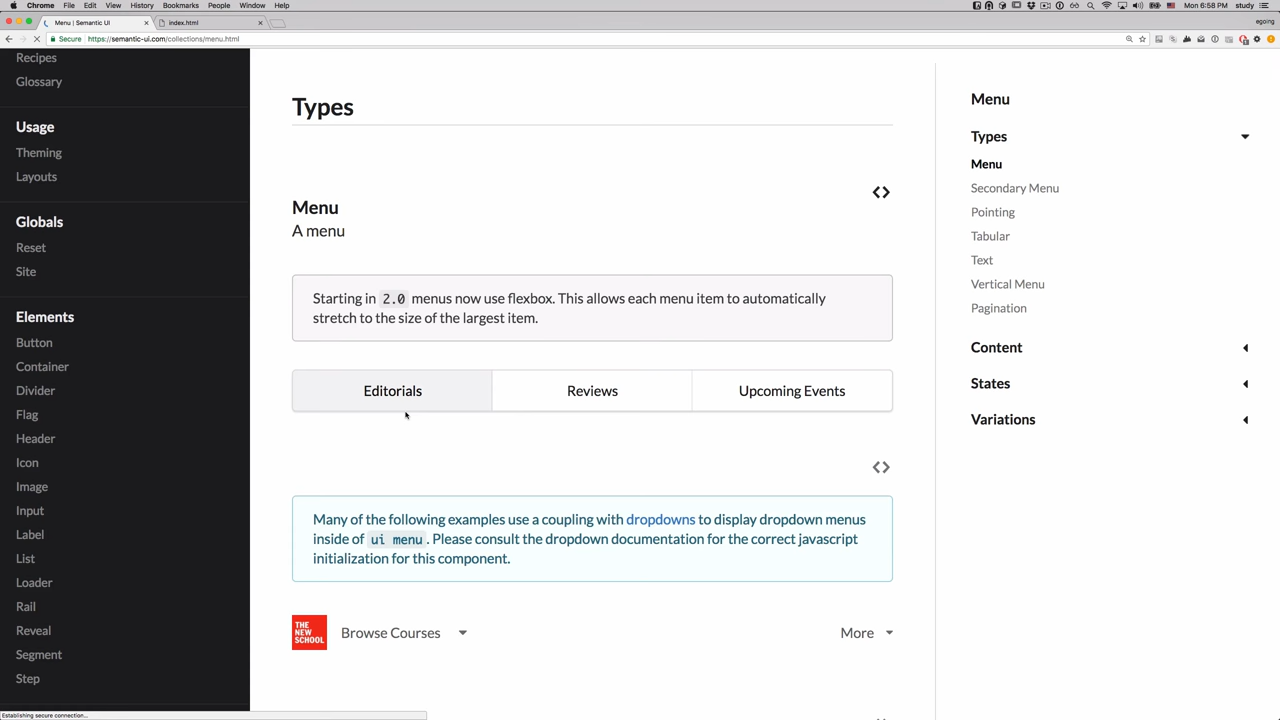 Chrome File Edit View History Bookmarks People Window Help
Mon 6:58 PM study
Menu | Semantic UI
index.html
egoing
Secure https://semantic-ui.com/collections/menu.html
Recipes
Glossary
Usage
Theming
Layouts
Globals
Reset
Site
Elements
Button
Container
Divider
Flag
Header
Icon
Image
Input
Label
List
Loader
Rail
Reveal
Segment
Step
Types
Menu
A menu
Starting in 2.0 menus now use flexbox. This allows each menu item to automatically
stretch to the size of the largest item.
Editorials Reviews Upcoming Events
Many of the following examples use a coupling with dropdowns to display dropdown menus
inside of ui menu. Please consult the dropdown documentation for the correct javascript
initialization for this component.
THE
NEW
SCHOOL
Browse Courses
More
Menu
Types
Menu
Secondary Menu
Pointing
Tabular
Text
Vertical Menu
Pagination
Content
States
Variations
Establishing secure connection...